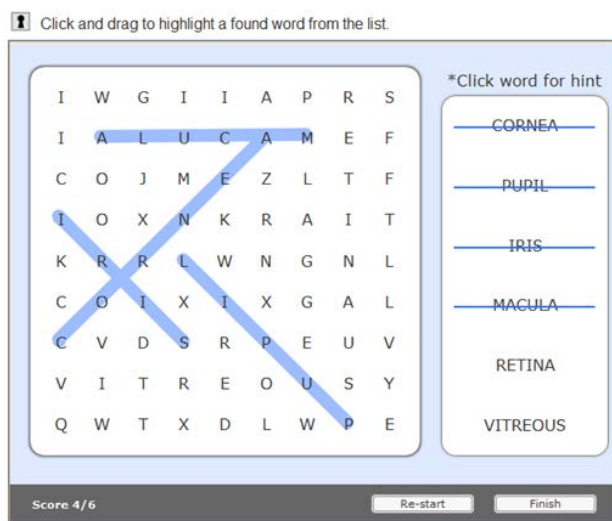 Click and drag to highlight a found word from the list.
*Click word for hint
I W G I I A P R S
I A L U C A M E F
C O J M E Z L T F
I O X N K R A I T
K R R L W N G N L
C O I X I X G A L
C V D S R P E U V
V I T R E O U S Y
Q W T X D L W P E
CORNEA
PUPIL
IRIS
MACULA
RETINA
VITREOUS
Score 4/6
Re-start
Finish